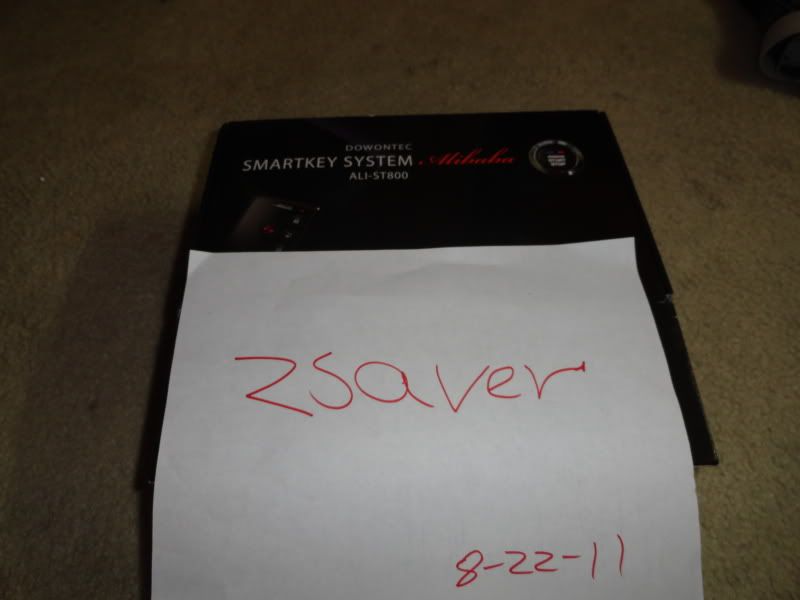 DOWONTEC
SMARTKEY SYSTEM Alibaba
ALI-ST800
zsaver
8-22-11